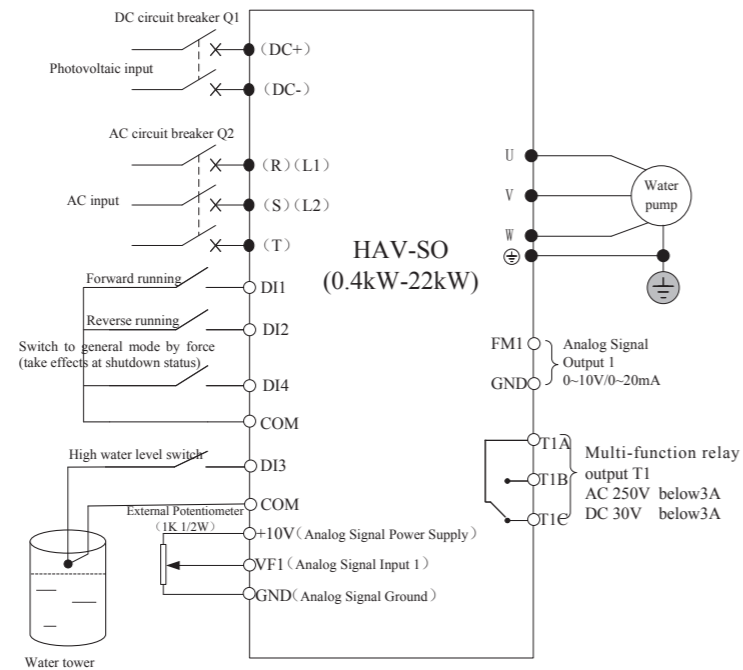 DC circuit breaker Q1
(DC+)
Photovoltaic input
(DC-)
AC circuit breaker Q2
(R)(L1)
AC input
(S)(L2)
(T)
U
V
W
Water
pump
HAV-SO
(0.4kW-22kW)
Forward running
DI1
Reverse running
DI2
Switch to general mode by force
(take effects at shutdown status)
DI4
COM
FM1
GND
Analog Signal
Output 1
0~10V/0~20mA
High water level switch
DI3
COM
T1A
T1B
T1C
Multi-function relay
output T1
AC 250V below3A
DC 30V below3A
External Potentiometer
(1K 1/2W)
+10V(Analog Signal Power Supply)
VF1(Analog Signal Input 1)
GND(Analog Signal Ground)
Water tower